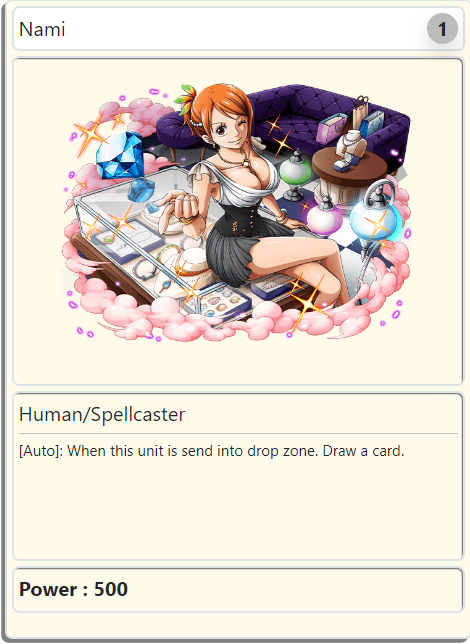 Nami 1
Human/Spellcaster
[Auto]: When this unit is send into drop zone. Draw a card.
Power : 500